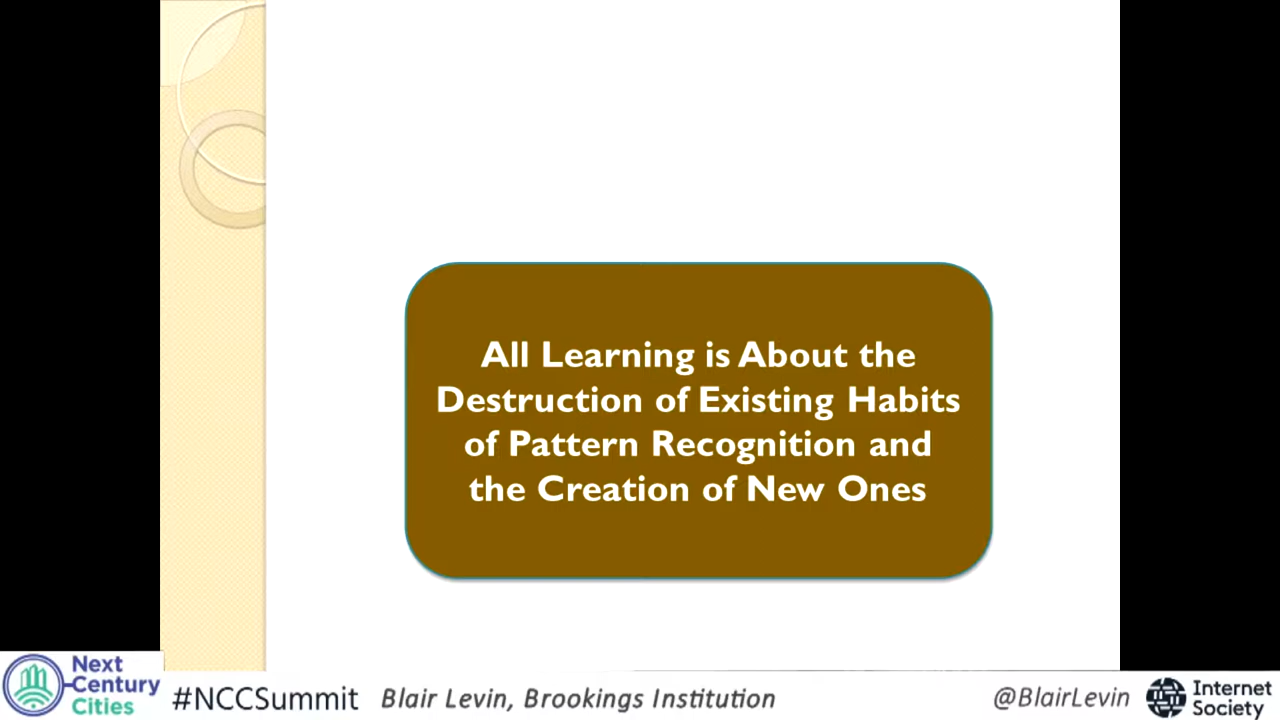 All Learning is About the
Destruction of Existing Habits
of Pattern Recognition and
the Creation of New Ones
Next
Century
Cities
#NCCSummit
Blair Levin, Brookings Institution
@BlairLevin
Internet
Society